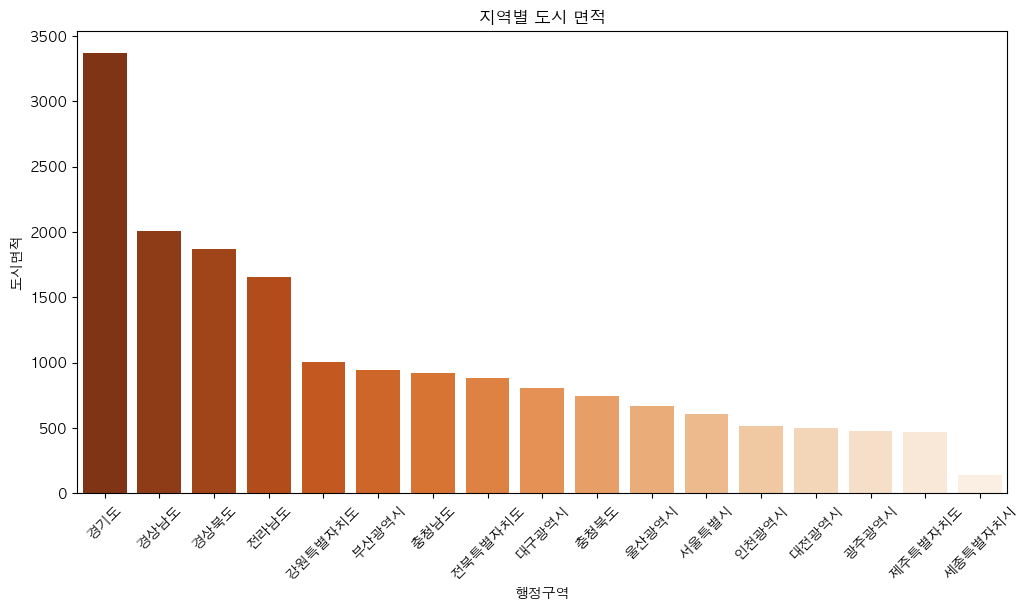 지역별 도시 면적
도시면적
3500
3000
2500
2000
1500
1000
500
0
경기도
경상남도
경상북도
전라남도
강원특별자치도
부산광역시
충청남도
전북특별자치도
대구광역시
충청북도
울산광역시
서울특별시
인천광역시
대전광역시
광주광역시
제주특별자치도
세종특별자치시
행정구역